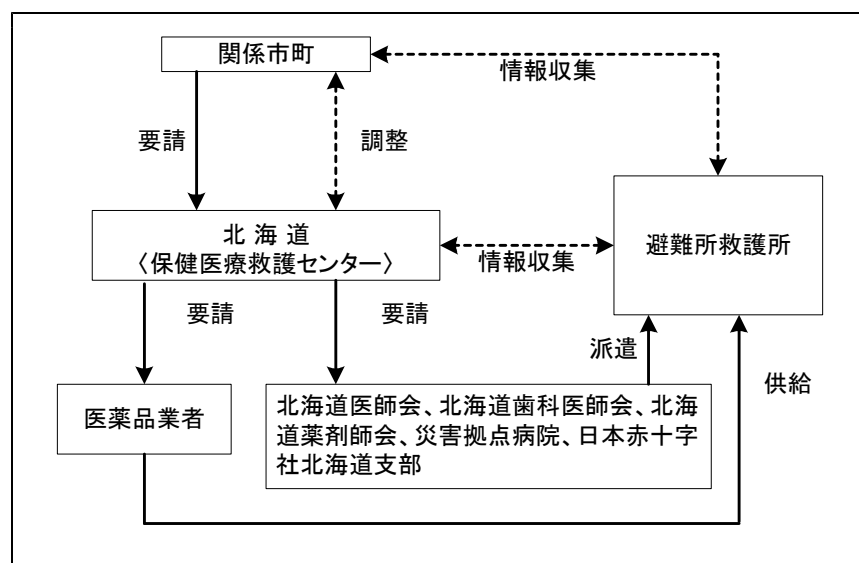 関係市町
情報収集
要請
調整
北 海 道
〈保健医療救護センター〉
情報収集
避難所救護所
要請
要請
派遣
供給
医薬品業者
北海道医師会、北海道歯科医師会、北海
道薬剤師会、災害拠点病院、日本赤十字
社北海道支部